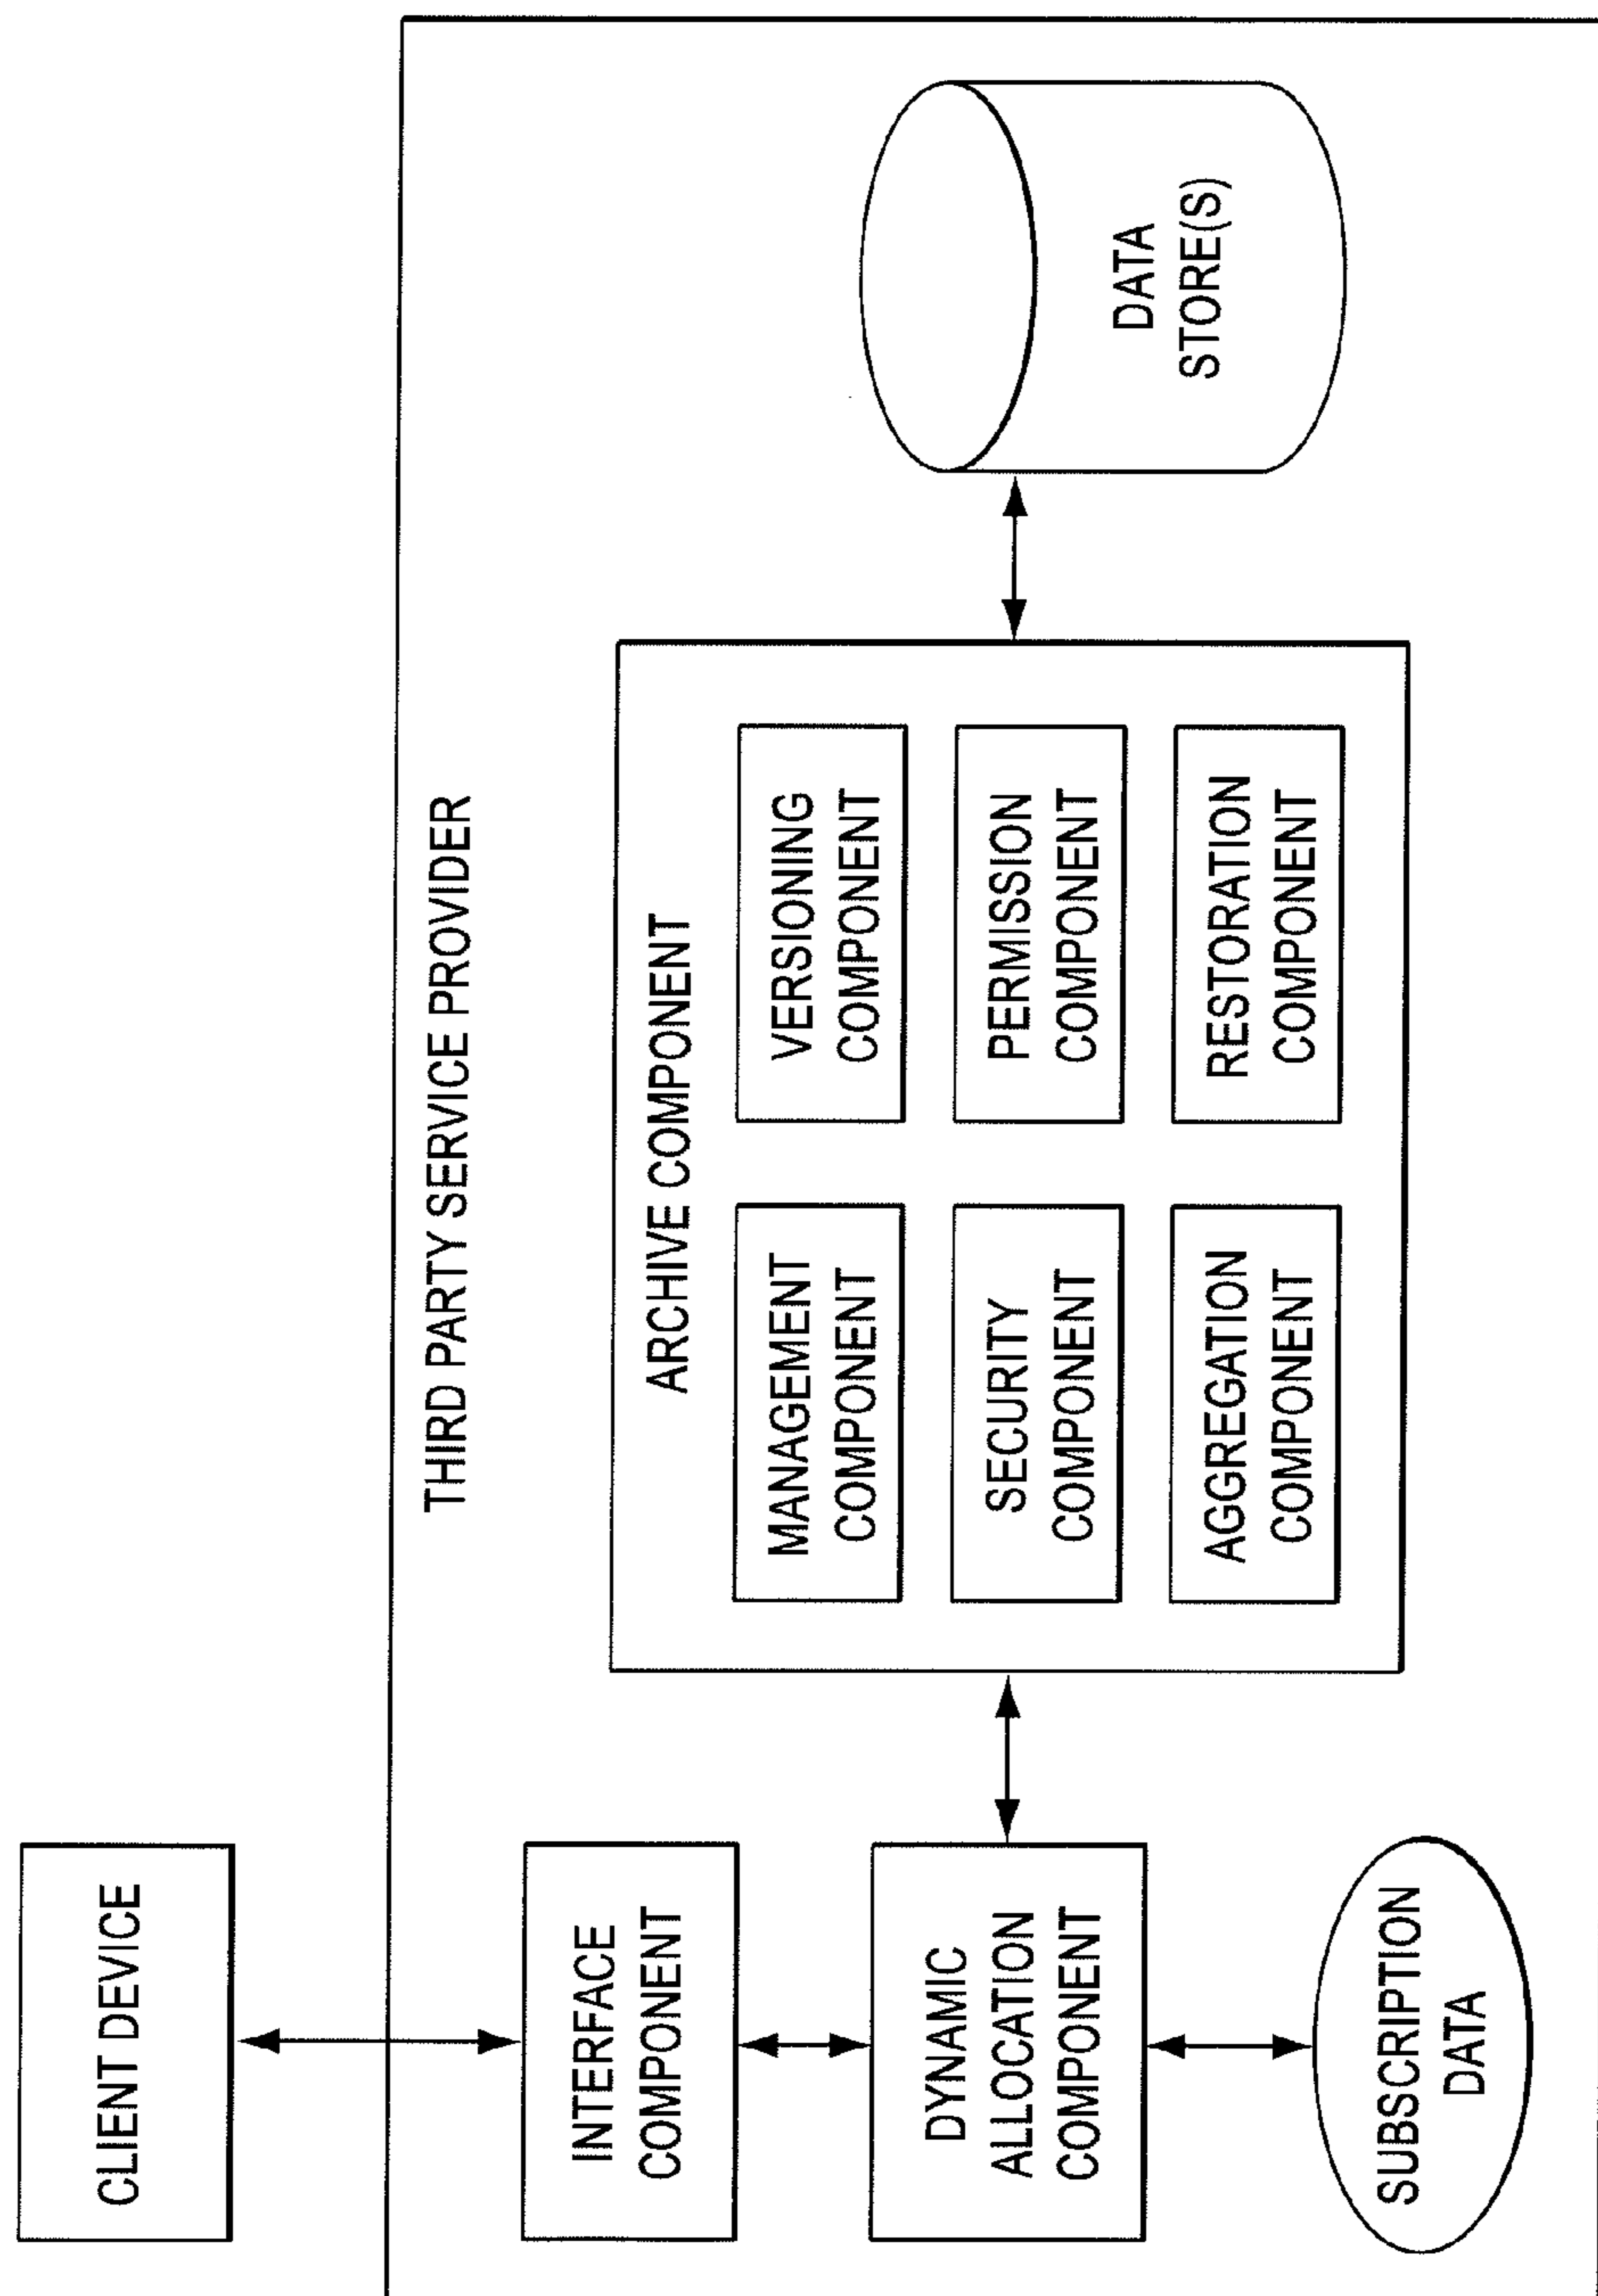 CLIENT DEVICE
THIRD PARTY SERVICE PROVIDER
INTERFACE
COMPONENT
DYNAMIC
ALLOCATION
COMPONENT
SUBSCRIPTION
DATA
ARCHIVE COMPONENT
MANAGEMENT
COMPONENT
VERSIONING
COMPONENT
SECURITY
COMPONENT
PERMISSION
COMPONENT
AGGREGATION
COMPONENT
RESTORATION
COMPONENT
DATA
STORE(S)